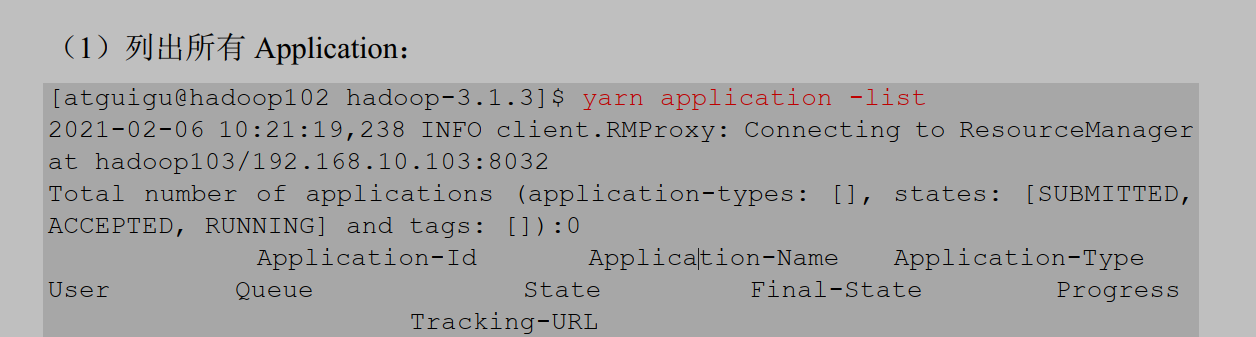 （1）列出所有 Application：
[atguigu@hadoop102 hadoop-3.1.3]$ yarn application -list
2021-02-06 10:21:19,238 INFO client.RMProxy: Connecting to ResourceManager
at hadoop103/192.168.10.103:8032
Total number of applications (application-types: [], states: [SUBMITTED,
ACCEPTED, RUNNING] and tags: []):0
Application-Id Application-Name Application-Type
User Queue State Final-State Progress
Tracking-URL